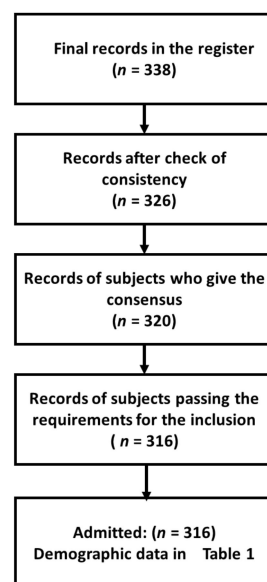 Final records in the register
(n = 338)
Records after check of
consistency
(n = 326)
Records of subjects who give the
consensus
(n = 320)
Records of subjects passing the
requirements for the inclusion
( n = 316)
Admitted: (n = 316)
Demographic data in Table 1